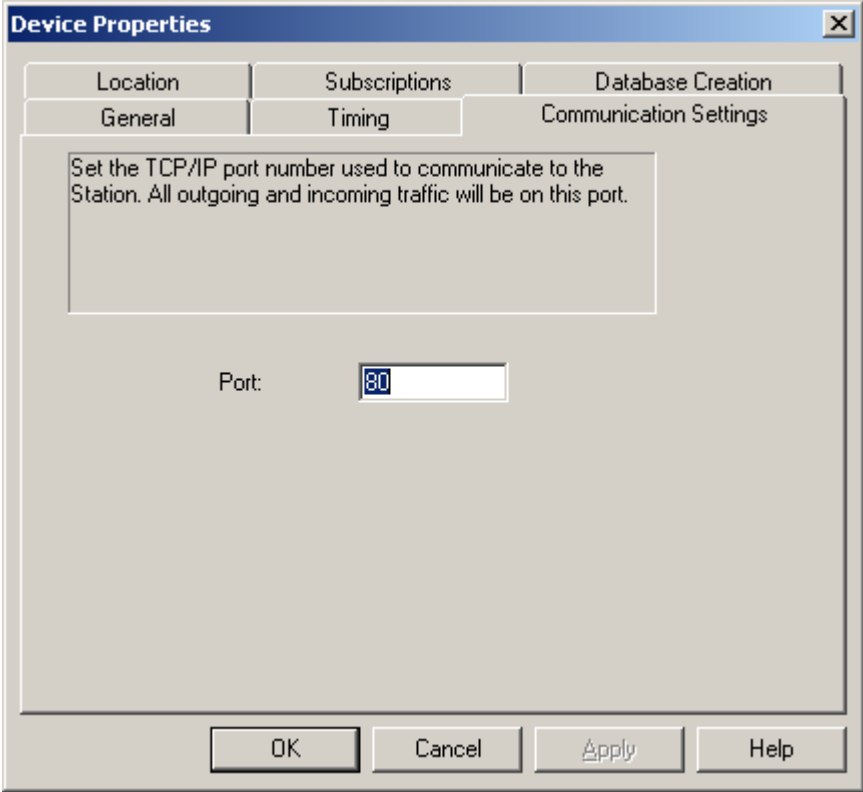 Device Properties
Location Subscriptions Database Creation
General Timing Communication Settings
Set the TCP/IP port number used to communicate to the
Station. All outgoing and incoming traffic will be on this port.
Port: 80
OK Cancel Apply Help